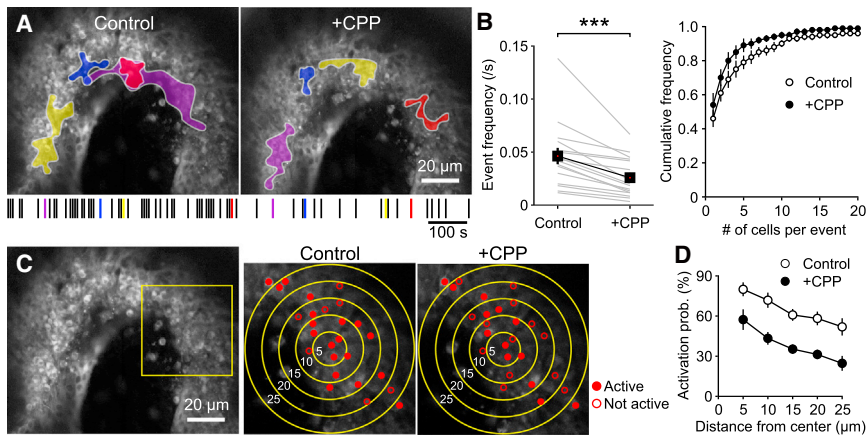 A
Control
+CPP
20 µm
100 s
B
***
Event frequency (/s)
0.15
0.10
0.05
0
Control
+CPP
Cumulative frequency
1.0
0.8
0.6
0.4
0.2
0
Control
+CPP
0
5
10
15
20
# of cells per event
C
20 µm
Control
5
10
15
20
25
+CPP
5
10
15
20
25
Active
Not active
D
Control
+CPP
Activation prob. (%)
90
60
30
0
0
5
10
15
20
25
Distance from center (µm)